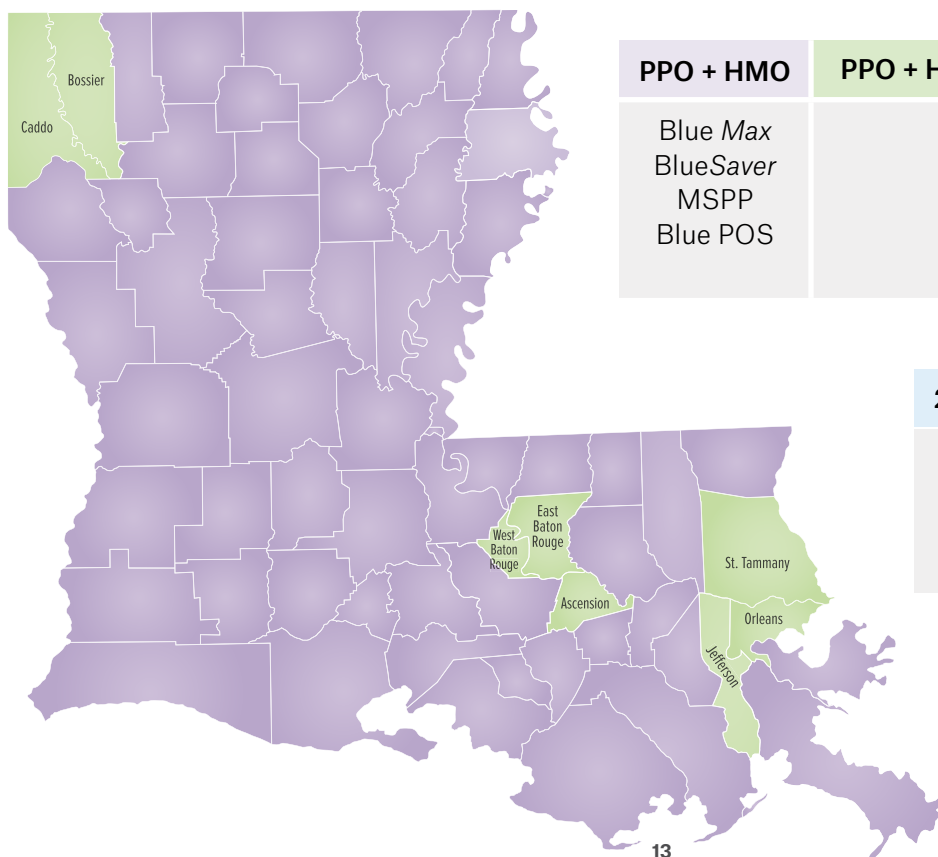 PPO + HMO
PPO + H
Blue Max
BlueSaver
MSPP
Blue POS
2
Bossier
Caddo
East
Baton
Rouge
West
Baton
Rouge
St. Tammany
Ascension
Orleans
Jefferson
13